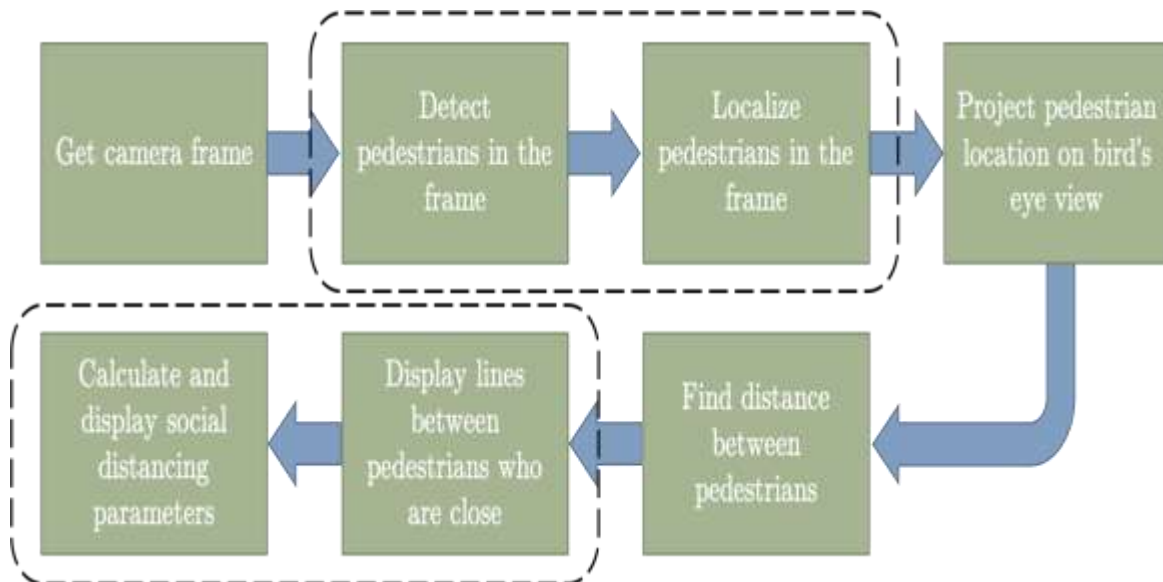 Get camera frame
Detect
pedestrians in the
frame
Localize
pedestrians in the
frame
Project pedestrian
location on bird's
eye view
Find distance
between
pedestrians
Display lines
between
pedestrians who
are close
Calculate and
display social
distancing
parameters